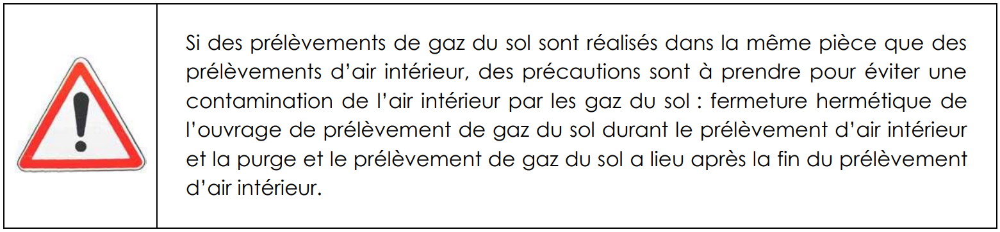 Si des prélèvements de gaz du sol sont réalisés dans la même pièce que des
prélèvements d’air intérieur, des précautions sont à prendre pour éviter une
contamination de l’air intérieur par les gaz du sol : fermeture hermétique de
l’ouvrage de prélèvement de gaz du sol durant le prélèvement d’air intérieur
et la purge et le prélèvement de gaz du sol a lieu après la fin du prélèvement
d’air intérieur.